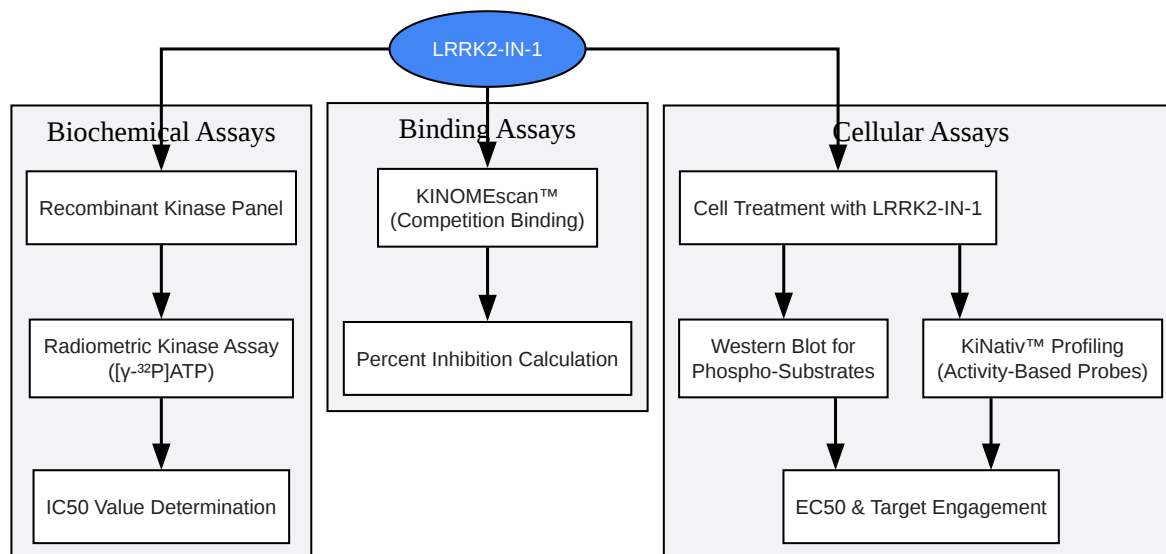 LRRK2-IN-1
Biochemical Assays
Recombinant Kinase Panel
Radiometric Kinase Assay
([γ-³²P]ATP)
IC50 Value Determination
Binding Assays
KINOMEscan™
(Competition Binding)
Percent Inhibition Calculation
Cellular Assays
Cell Treatment with LRRK2-IN-1
Western Blot for
Phospho-Substrates
KiNativ™ Profiling
(Activity-Based Probes)
EC50 & Target Engagement